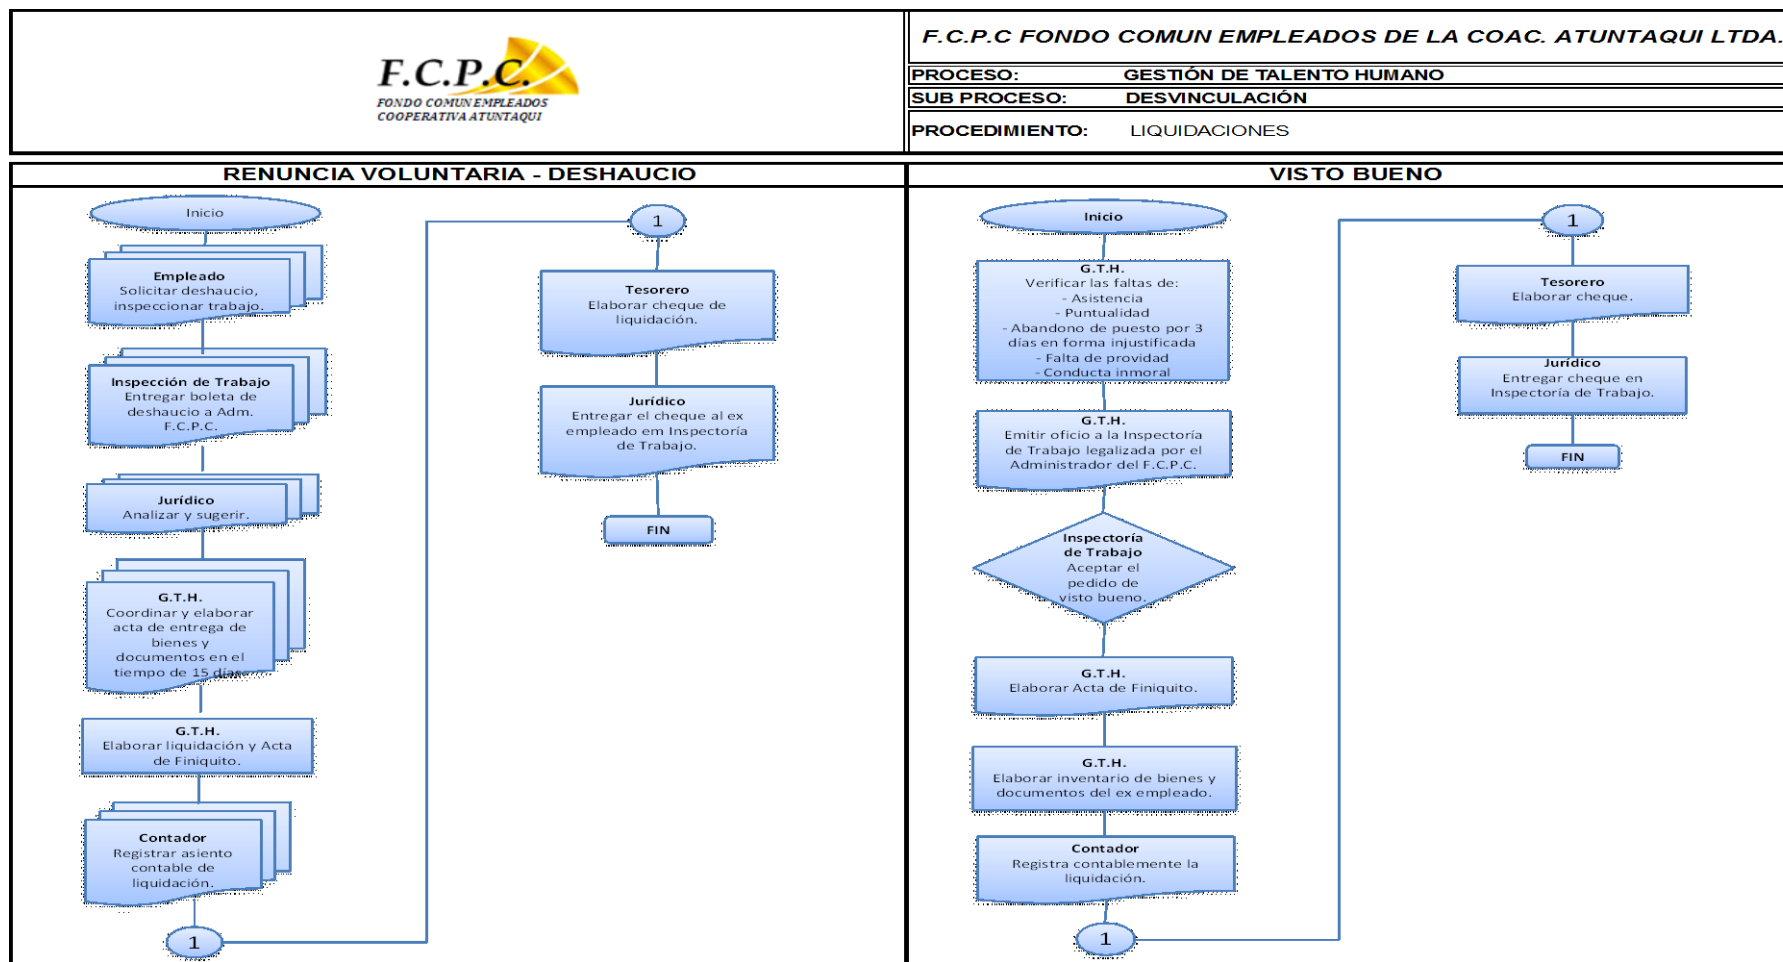 F.C.P.C.
FONDO COMUN EMPLEADOS
COOPERATIVA ATUNTAQUI
F.C.P.C FONDO COMUN EMPLEADOS DE LA COAC. ATUNTAQUI LTDA.
PROCESO: GESTIÓN DE TALENTO HUMANO
SUB PROCESO: DESVINCULACIÓN
PROCEDIMIENTO: LIQUIDACIONES
RENUNCIA VOLUNTARIA - DESHAUCIO
Inicio
Empleado
Solicitar deshaucio,
inspeccionar trabajo.
Inspección de Trabajo
Entregar boleta de
deshaucio a Adm.
F.C.P.C.
Jurídico
Analizar y sugerir.
G.T.H.
Coordinar y elaborar
acta de entrega de
bienes y
documentos en el
tiempo de 15 días.
G.T.H.
Elaborar liquidación y Acta
de Finiquito.
Contador
Registrar asiento
contable de
liquidación.
1
1
Tesorero
Elaborar cheque de
liquidación.
Jurídico
Entregar el cheque al ex
empleado em Inspectoría
de Trabajo.
FIN
VISTO BUENO
Inicio
G.T.H.
Verificar las faltas de:
- Asistencia
- Puntualidad
- Abandono de puesto por 3
días en forma injustificada
- Falta de providad
- Conducta inmoral
G.T.H.
Emitir oficio a la Inspectoría
de Trabajo legalizada por el
Administrador del F.C.P.C.
Inspectoría
de Trabajo
Aceptar el
pedido de
visto bueno.
G.T.H.
Elaborar Acta de Finiquito.
G.T.H.
Elaborar inventario de bienes y
documentos del ex empleado.
Contador
Registra contablemente la
liquidación.
1
1
Tesorero
Elaborar cheque.
Jurídico
Entregar cheque en
Inspectoría de Trabajo.
FIN